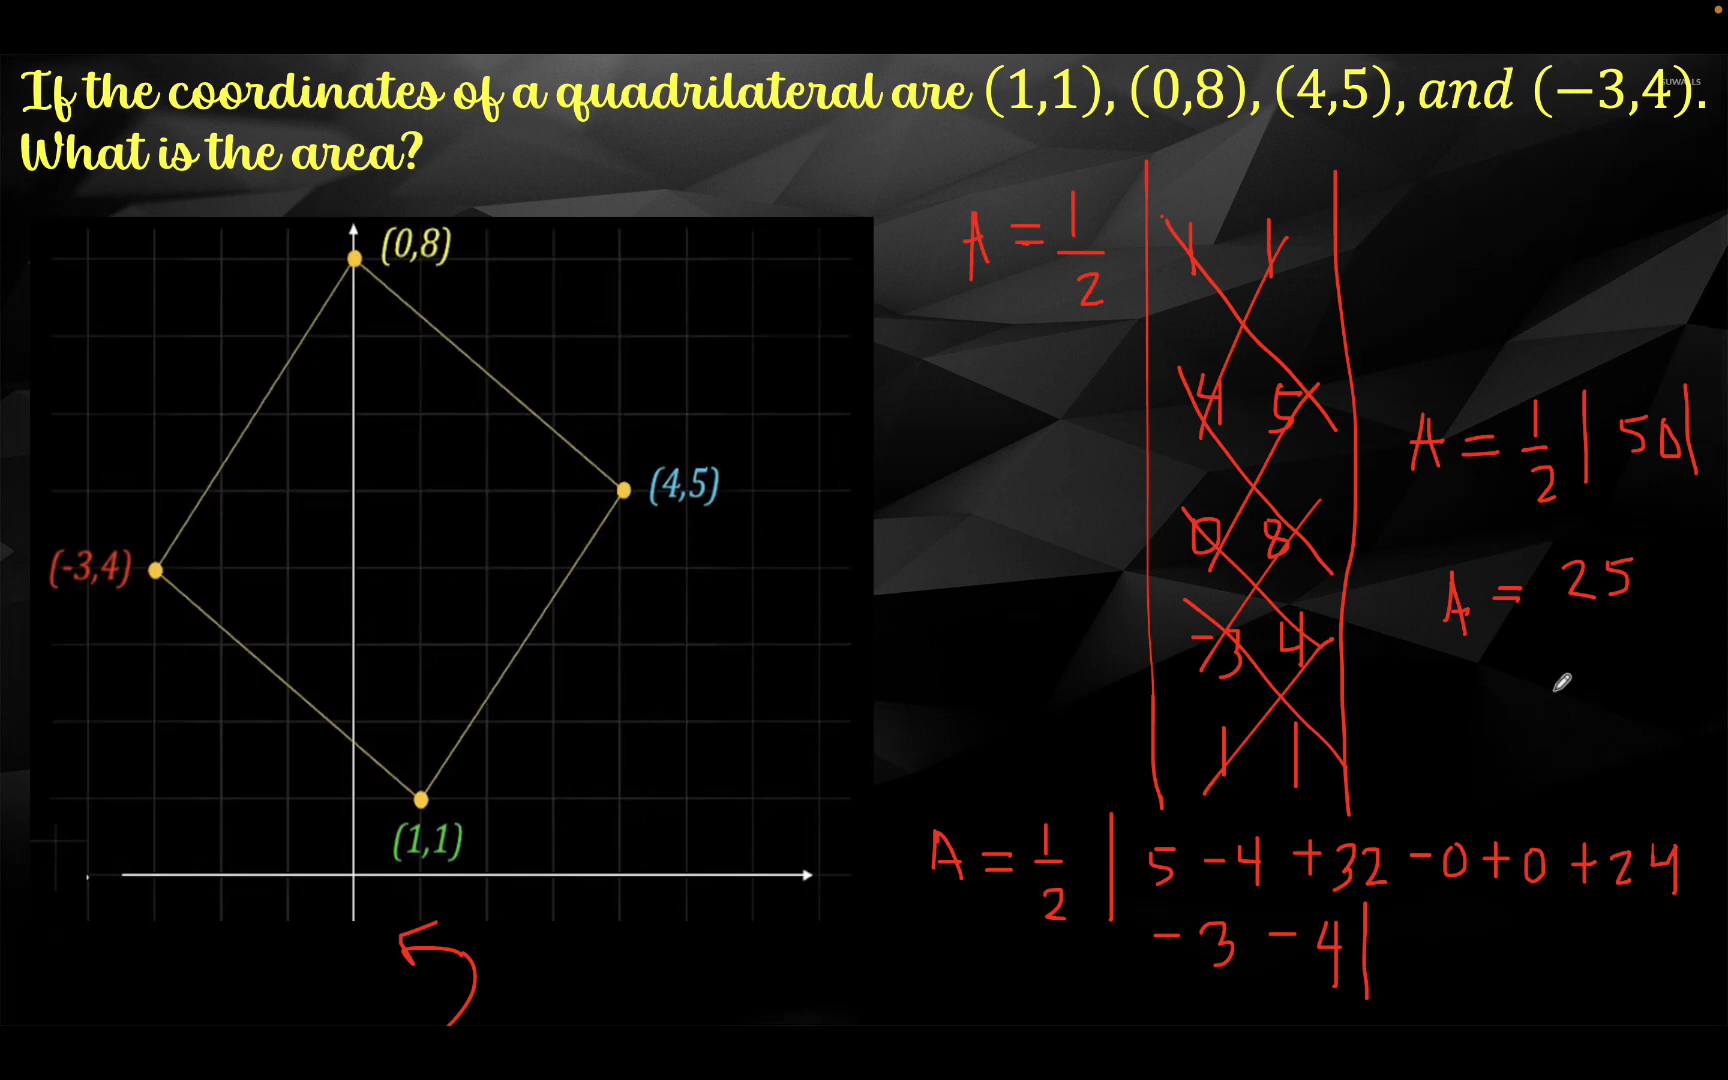 If the coordinates of a quadrilateral are (1,1), (0,8), (4,5), and (−3,4).
What is the area?
(0,8)
(4,5)
(-3,4)
(1,1)
A = 1/2 | 1 1
4 5
0 8
-3 4
1 1 |
A = 1/2 | 5 - 4 + 32 - 0 + 0 + 24
- 3 - 4 |
A = 1/2 | 50 |
A = 25